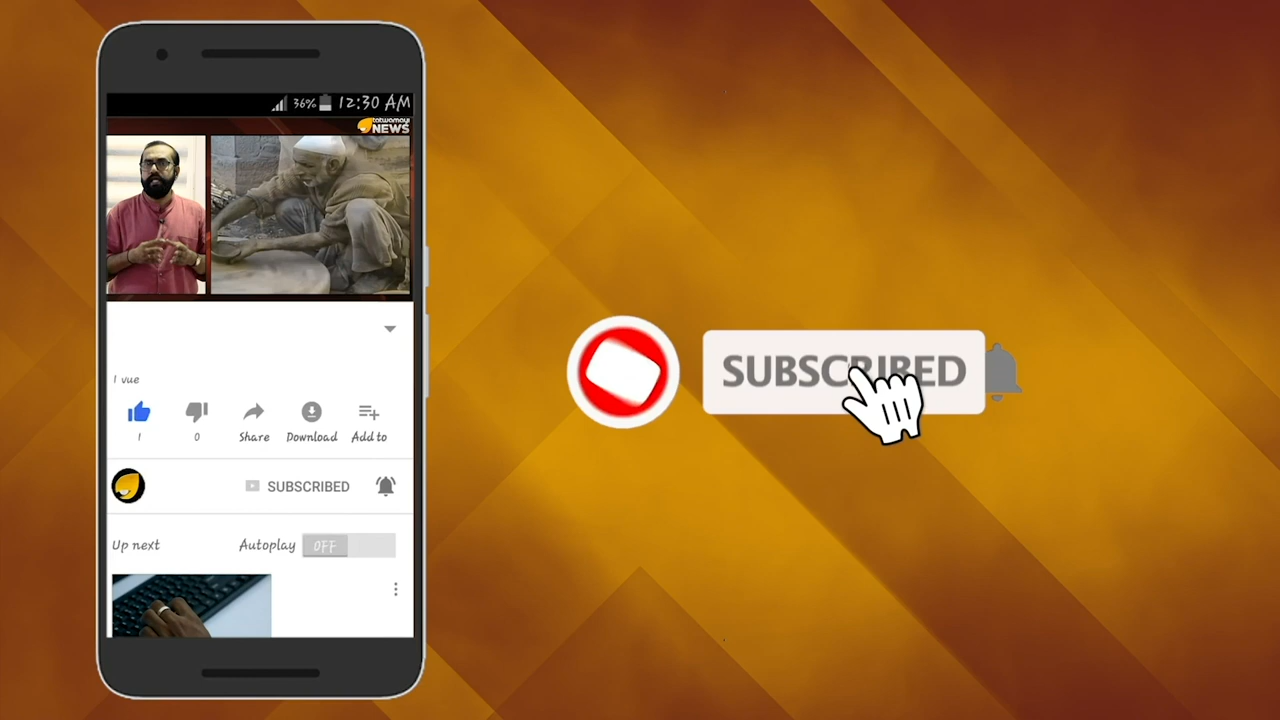 36% 12:30 AM
tatwamayi
NEWS
1 vue
1
0
Share
Download
Add to
SUBSCRIBED
Up next
Autoplay
OFF
SUBSCRIBED